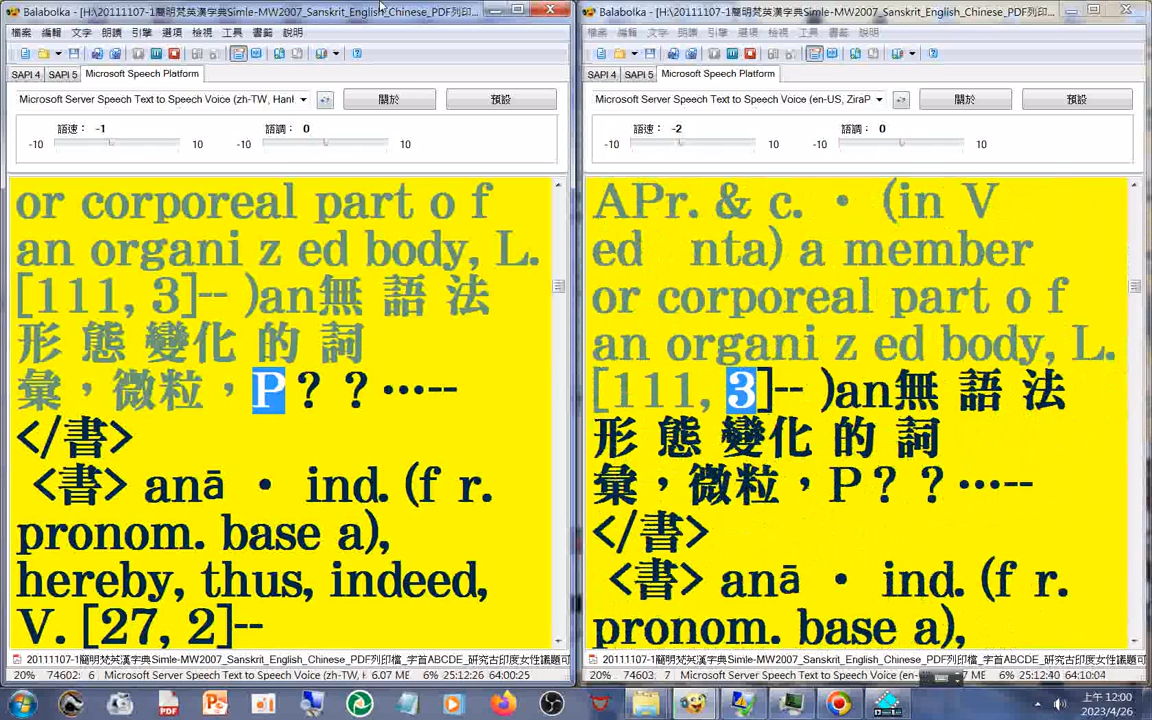 Balabolka - [H:\20111107-1簡明梵英漢字典Simle-MW2007_Sanskrit_English_Chinese_PDF列印...
檔案 編輯 文字 朗讀 引擎 選項 檢視 工具 書籤 說明
SAPI 4 SAPI 5 Microsoft Speech Platform
Microsoft Server Speech Text to Speech Voice (zh-TW, Hanl 關於 預設
語速： -1 語調： 0
-10 10 -10 10
or corporeal part o f
an organi z ed body, L.
[111, 3]-- )an無 語 法
形 態 變化 的 詞
彙，微粒，P？？…--
</書>
<書> anā • ind. (f r.
pronom. base a),
hereby, thus, indeed,
V. [27, 2]--
20111107-1簡明梵英漢字典Simle-MW2007_Sanskrit_English_Chinese_PDF列印檔_字首ABCDE_研究古印度女性議題可
20% 74602: 6 Microsoft Server Speech Text to Speech Voice (zh-TW, H 6.07 MB 6% 25:12:26 64:00:25
Balabolka - [H:\20111107-1簡明梵英漢字典Simle-MW2007_Sanskrit_English_Chinese_PDF列印...
檔案 編輯 文字 朗讀 引擎 選項 檢視 工具 書籤 說明
SAPI 4 SAPI 5 Microsoft Speech Platform
Microsoft Server Speech Text to Speech Voice (en-US, ZiraP 關於 預設
語速： -2 語調： 0
-10 10 -10 10
APr. & c. • (in V
ed nta) a member
or corporeal part o f
an organi z ed body, L.
[111, 3]-- )an無 語 法
形 態 變化 的 詞
彙，微粒，P？？…--
</書>
<書> anā • ind. (f r.
pronom. base a),
20111107-1簡明梵英漢字典Simle-MW2007_Sanskrit_English_Chinese_PDF列印檔_字首ABCDE_研究古印度女性議題可
20% 74603: 7 Microsoft Server Speech Text to Speech Voice (en-US, 6% 25:12:40 64:10:04
上午 12:00
2023/4/26